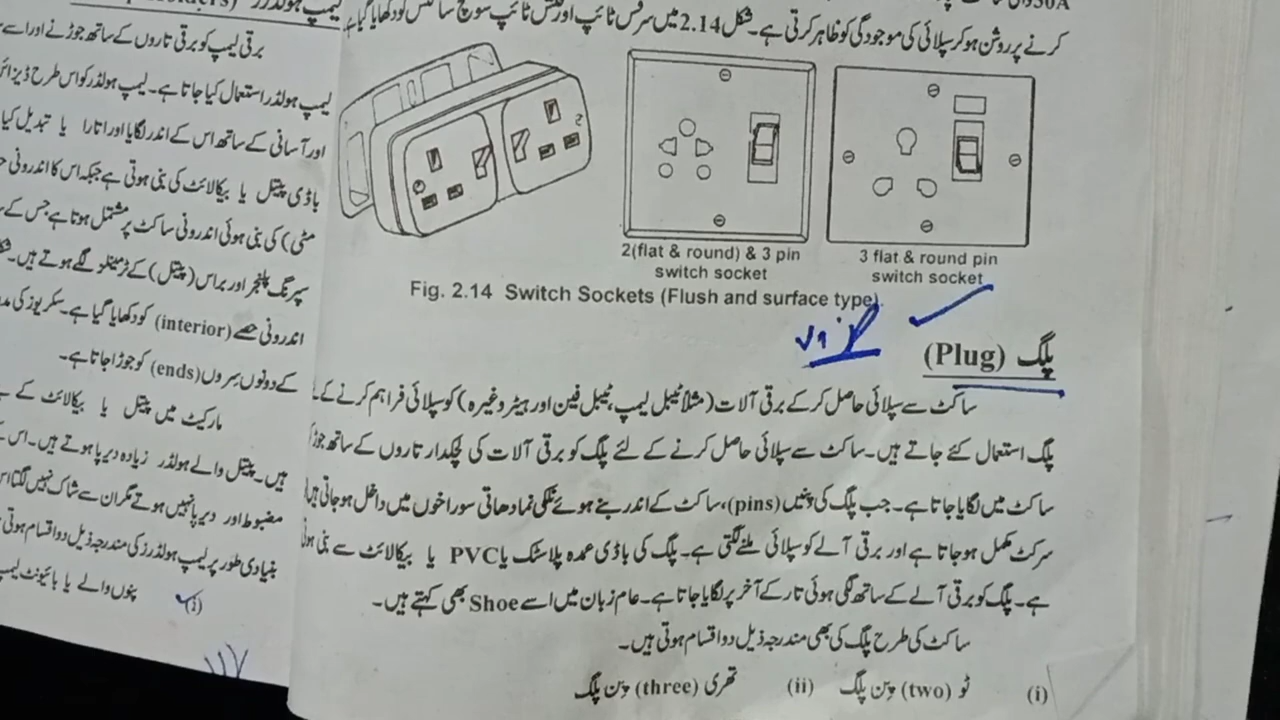 50A
کرنے پر روشن ہو کر سپلائی کی موجودگی کو ظاہر کرتی ہے۔ شکل 2.14 میں سرفس ٹائپ اور فلش ٹائپ سوئچ ساکٹس کو دکھایا گیا ہے۔
2(flat & round) & 3 pin
switch socket
3 flat & round pin
switch socket
Fig. 2.14 Switch Sockets (Flush and surface type).
پلگ (Plug)
ساکٹ سے سپلائی حاصل کر کے برقی آلات (مثلاً ٹیبل لیمپ، ٹیبل فین اور ہیٹر وغیرہ) کو سپلائی فراہم کرنے کے
پلگ استعمال کئے جاتے ہیں۔ ساکٹ سے سپلائی حاصل کرنے کے لئے پلگ کو برقی آلات کی لچکدار تاروں کے ساتھ جوڑ
ساکٹ میں لگایا جاتا ہے۔ جب پلگ کی پنیں (pins)، ساکٹ کے اندر بنے ہوئے نلکی نما دھاتی سوراخوں میں داخل ہو جاتی ہیں
سرکٹ مکمل ہو جاتا ہے اور برقی آلے کو سپلائی ملنے لگتی ہے۔ پلگ کی باڈی عمدہ پلاسٹک یا PVC یا بیکالائٹ سے بنی ہوتی
ہے۔ پلگ کو برقی آلے کے ساتھ لگی ہوئی تار کے آخر پر لگایا جاتا ہے۔ عام زبان میں اسے Shoe بھی کہتے ہیں۔
ساکٹ کی طرح پلگ کی بھی مندرجہ ذیل دو اقسام ہوتی ہیں۔
(i) ٹو (two) پن پلگ (ii) تھری (three) پن پلگ
لیمپ ہولڈرز
برقی لیمپ کو برقی تاروں کے ساتھ جوڑنے اور اسے
لیمپ ہولڈر استعمال کیا جاتا ہے۔ لیمپ ہولڈر کو اس طرح ڈیزائن
اور آسانی کے ساتھ اس کے اندر لگایا اور اتارا یا تبدیل کیا
باڈی پیتل یا بیکالائٹ کی بنی ہوتی ہے جبکہ اس کا اندرونی
مٹی) کی بنی ہوئی اندرونی ساکٹ پر مشتمل ہوتا ہے جس کے
سپرنگ پلنجر اور براس (پیتل) کے ٹرمینلز لگے ہوتے ہیں۔
اندرونی حصے (interior) کو دکھایا گیا ہے۔ سکریوز کی مدد
کے دونوں سروں (ends) کو جوڑا جاتا ہے۔
مارکیٹ میں پیتل یا بیکالائٹ کے
ہیں۔ پیتل والے ہولڈر زیادہ دیرپا ہوتے ہیں۔ اس
مضبوط اور دیرپا نہیں ہوتے مگر ان سے شاک نہیں لگتا
بنیادی طور پر لیمپ ہولڈرز کی مندرجہ ذیل دو اقسام ہوتی
(i) پنوں والے یا بائیونٹ لیمپ